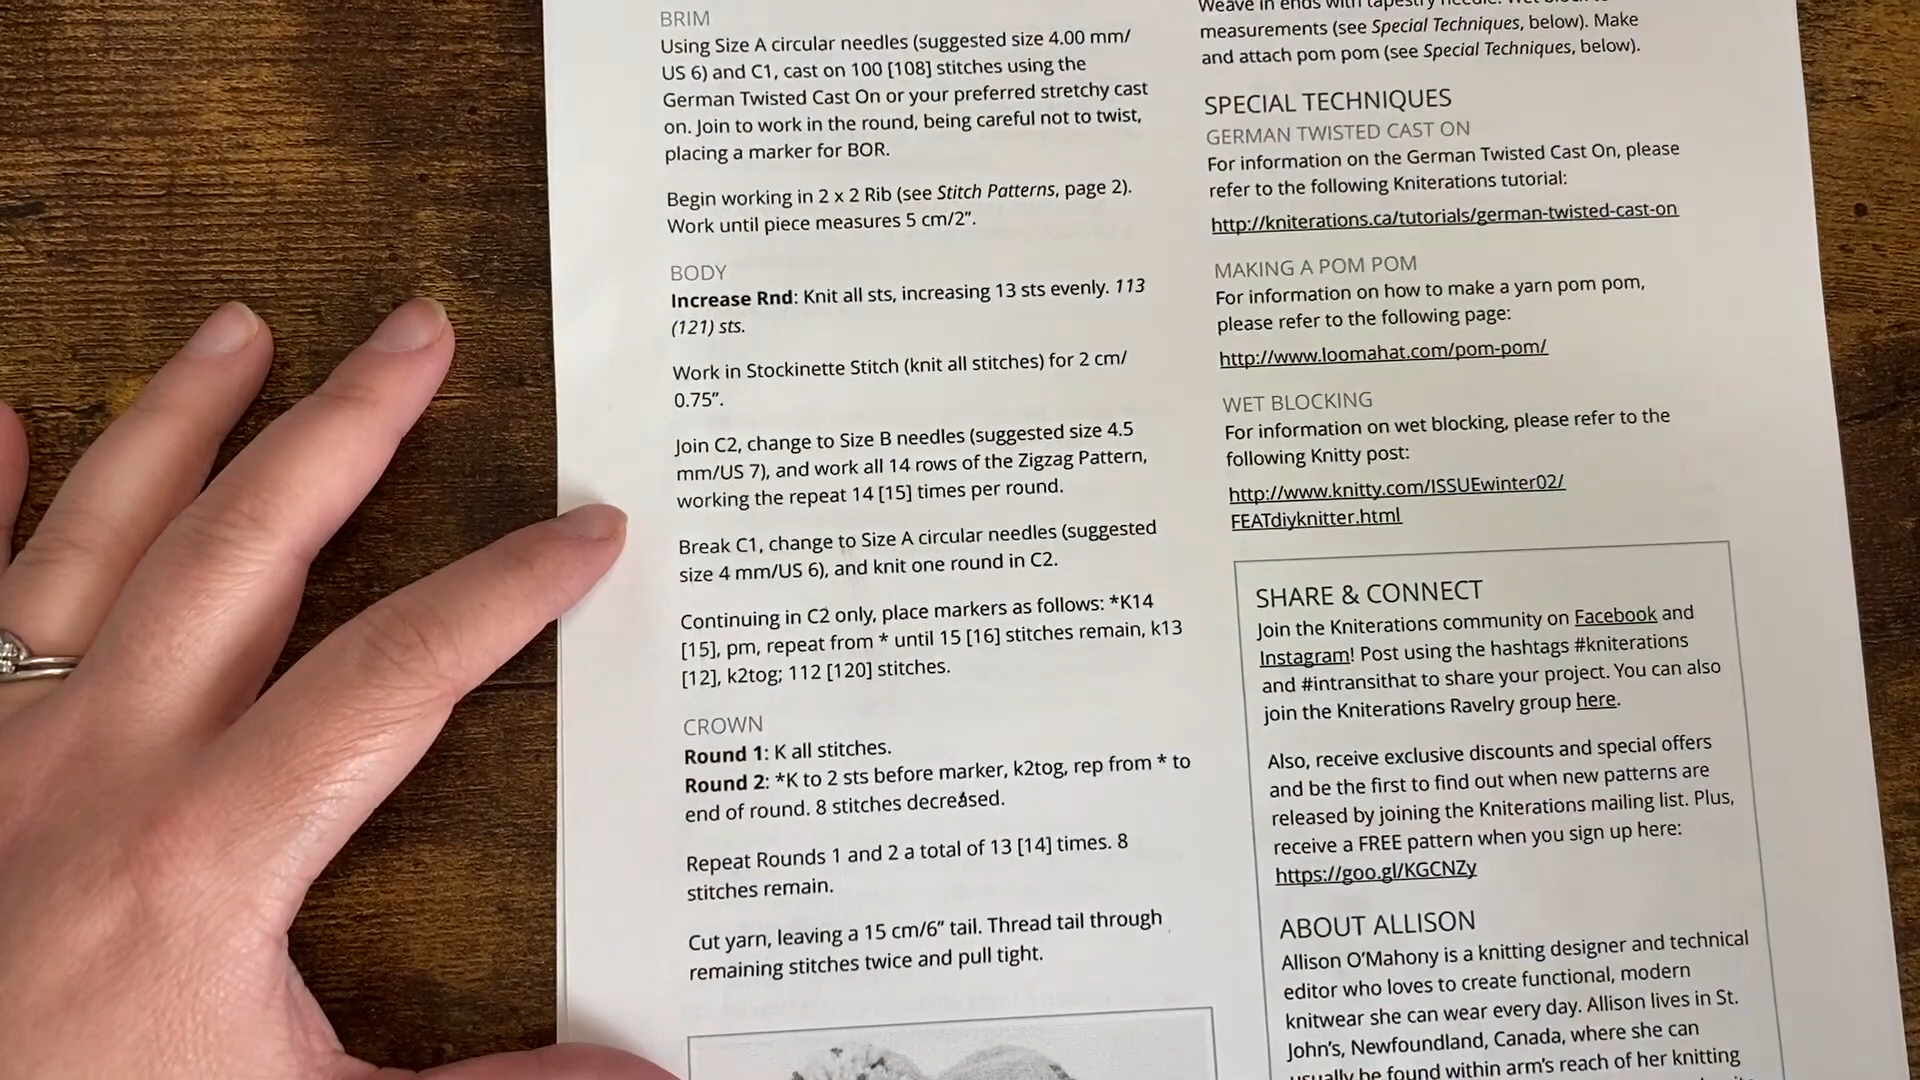 BRIM
Using Size A circular needles (suggested size 4.00 mm/
US 6) and C1, cast on 100 [108] stitches using the
German Twisted Cast On or your preferred stretchy cast
on. Join to work in the round, being careful not to twist,
placing a marker for BOR.
Begin working in 2 x 2 Rib (see Stitch Patterns, page 2).
Work until piece measures 5 cm/2”.
BODY
Increase Rnd: Knit all sts, increasing 13 sts evenly. 113
(121) sts.
Work in Stockinette Stitch (knit all stitches) for 2 cm/
0.75”.
Join C2, change to Size B needles (suggested size 4.5
mm/US 7), and work all 14 rows of the Zigzag Pattern,
working the repeat 14 [15] times per round.
Break C1, change to Size A circular needles (suggested
size 4 mm/US 6), and knit one round in C2.
Continuing in C2 only, place markers as follows: *K14
[15], pm, repeat from * until 15 [16] stitches remain, k13
[12], k2tog; 112 [120] stitches.
CROWN
Round 1: K all stitches.
Round 2: *K to 2 sts before marker, k2tog, rep from * to
end of round. 8 stitches decreased.
Repeat Rounds 1 and 2 a total of 13 [14] times. 8
stitches remain.
Cut yarn, leaving a 15 cm/6” tail. Thread tail through
remaining stitches twice and pull tight.
Weave in ends with tapestry needle. Wet block to
measurements (see Special Techniques, below). Make
and attach pom pom (see Special Techniques, below).
SPECIAL TECHNIQUES
GERMAN TWISTED CAST ON
For information on the German Twisted Cast On, please
refer to the following Kniterations tutorial:
http://kniterations.ca/tutorials/german-twisted-cast-on
MAKING A POM POM
For information on how to make a yarn pom pom,
please refer to the following page:
http://www.loomahat.com/pom-pom/
WET BLOCKING
For information on wet blocking, please refer to the
following Knitty post:
http://www.knitty.com/ISSUEwinter02/
FEATdiyknitter.html
SHARE & CONNECT
Join the Kniterations community on Facebook and
Instagram! Post using the hashtags #kniterations
and #intransithat to share your project. You can also
join the Kniterations Ravelry group here.
Also, receive exclusive discounts and special offers
and be the first to find out when new patterns are
released by joining the Kniterations mailing list. Plus,
receive a FREE pattern when you sign up here:
https://goo.gl/KGCNZy
ABOUT ALLISON
Allison O’Mahony is a knitting designer and technical
editor who loves to create functional, modern
knitwear she can wear every day. Allison lives in St.
John’s, Newfoundland, Canada, where she can
usually be found within arm’s reach of her knitting